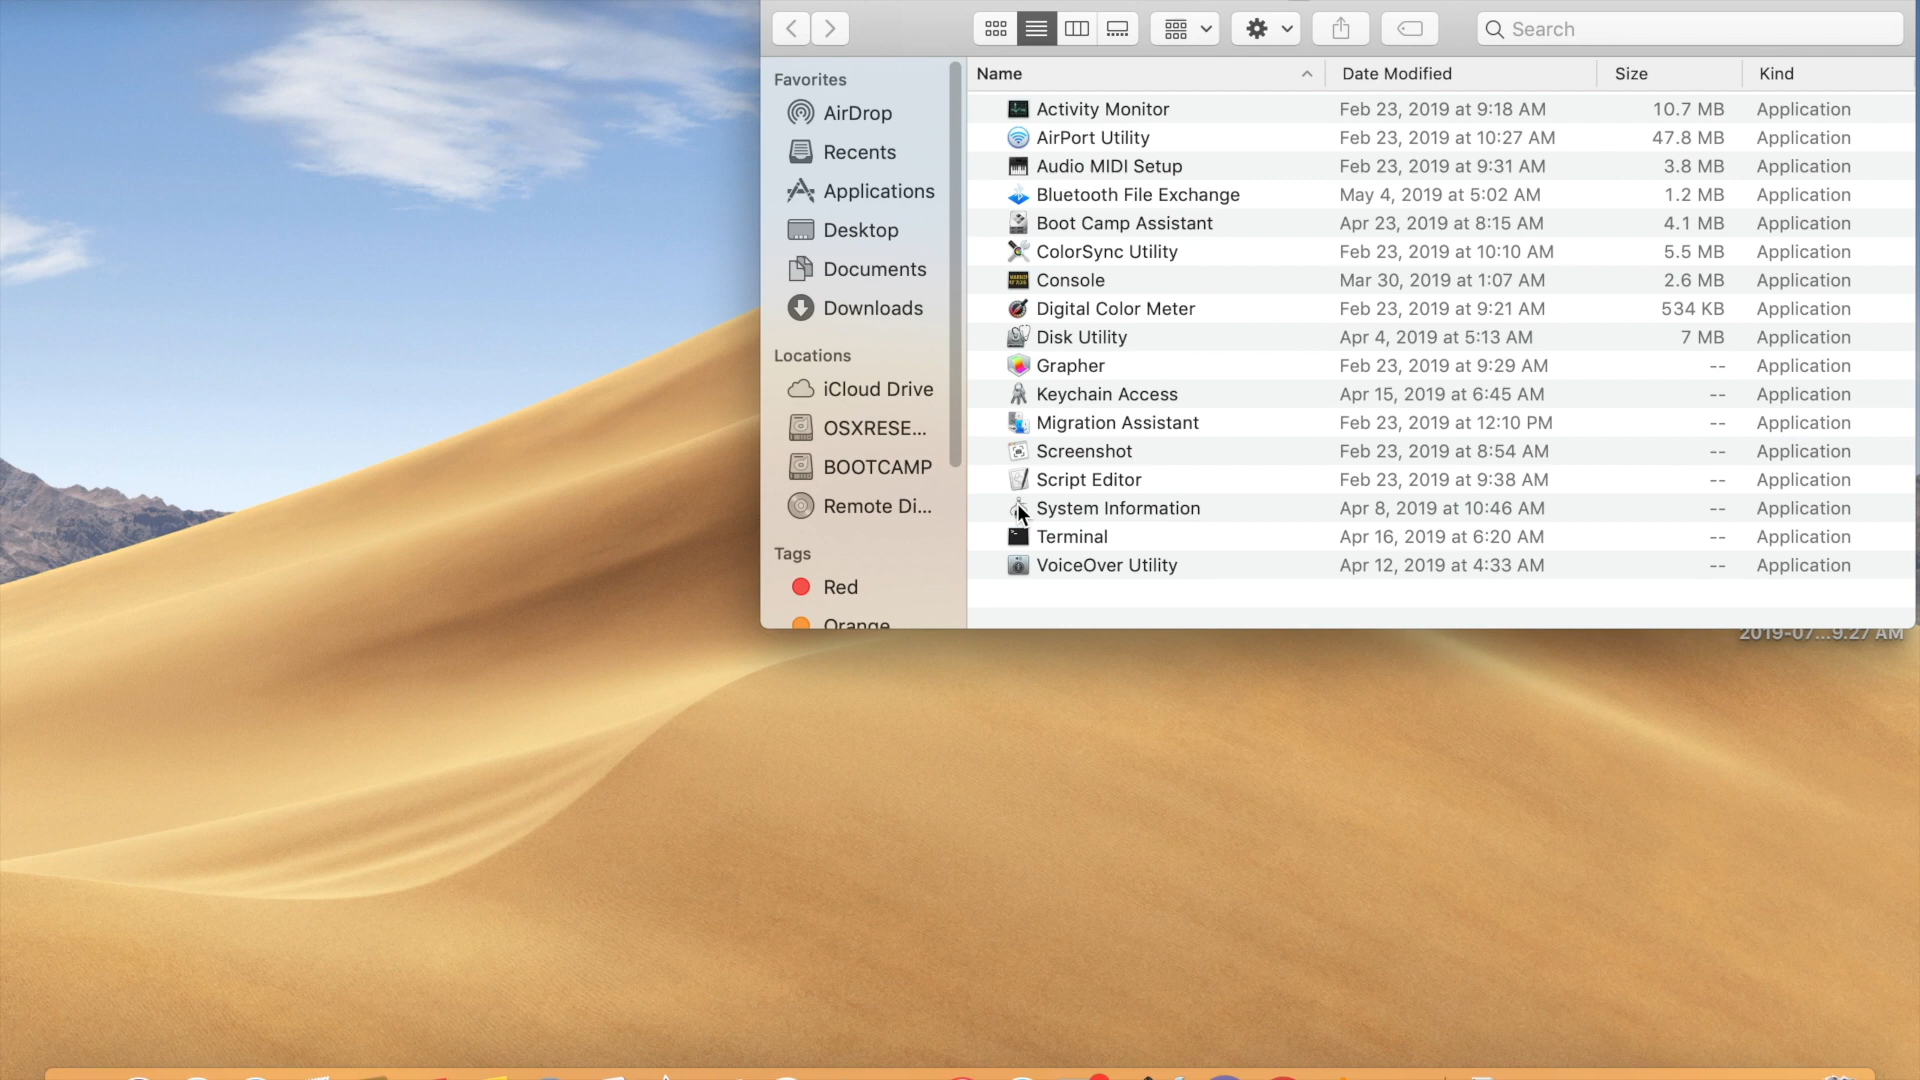 Search
Favorites
AirDrop
Recents
Applications
Desktop
Documents
Downloads
Locations
iCloud Drive
OSXRESE...
BOOTCAMP
Remote Di...
Tags
Red
Orange
Name Date Modified Size Kind
Activity Monitor Feb 23, 2019 at 9:18 AM 10.7 MB Application
AirPort Utility Feb 23, 2019 at 10:27 AM 47.8 MB Application
Audio MIDI Setup Feb 23, 2019 at 9:31 AM 3.8 MB Application
Bluetooth File Exchange May 4, 2019 at 5:02 AM 1.2 MB Application
Boot Camp Assistant Apr 23, 2019 at 8:15 AM 4.1 MB Application
ColorSync Utility Feb 23, 2019 at 10:10 AM 5.5 MB Application
Console Mar 30, 2019 at 1:07 AM 2.6 MB Application
Digital Color Meter Feb 23, 2019 at 9:21 AM 534 KB Application
Disk Utility Apr 4, 2019 at 5:13 AM 7 MB Application
Grapher Feb 23, 2019 at 9:29 AM -- Application
Keychain Access Apr 15, 2019 at 6:45 AM -- Application
Migration Assistant Feb 23, 2019 at 12:10 PM -- Application
Screenshot Feb 23, 2019 at 8:54 AM -- Application
Script Editor Feb 23, 2019 at 9:38 AM -- Application
System Information Apr 8, 2019 at 10:46 AM -- Application
Terminal Apr 16, 2019 at 6:20 AM -- Application
VoiceOver Utility Apr 12, 2019 at 4:33 AM -- Application
2019-07...9.27 AM